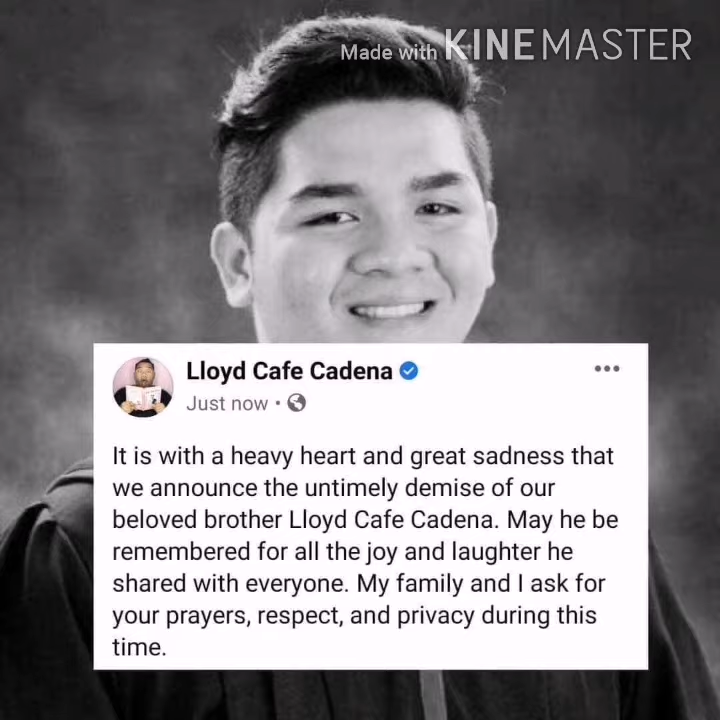 Made with KINEMASTER
Lloyd Cafe Cadena
Just now •
It is with a heavy heart and great sadness that
we announce the untimely demise of our
beloved brother Lloyd Cafe Cadena. May he be
remembered for all the joy and laughter he
shared with everyone. My family and I ask for
your prayers, respect, and privacy during this
time.